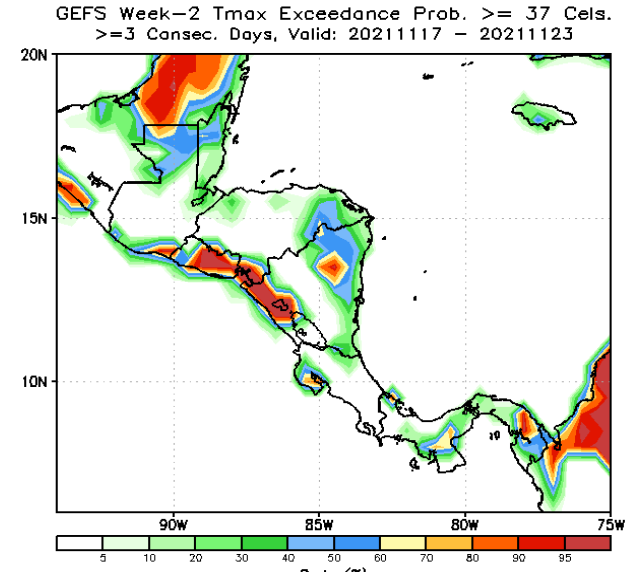 GEFS Week-2 Tmax Exceedance Prob. >= 37 Cels.
>=3 Consec. Days, Valid: 20211117 - 20211123
20N
15N
10N
90W 85W 80W 75W
5 10 20 30 40 50 60 70 80 90 95
(%)